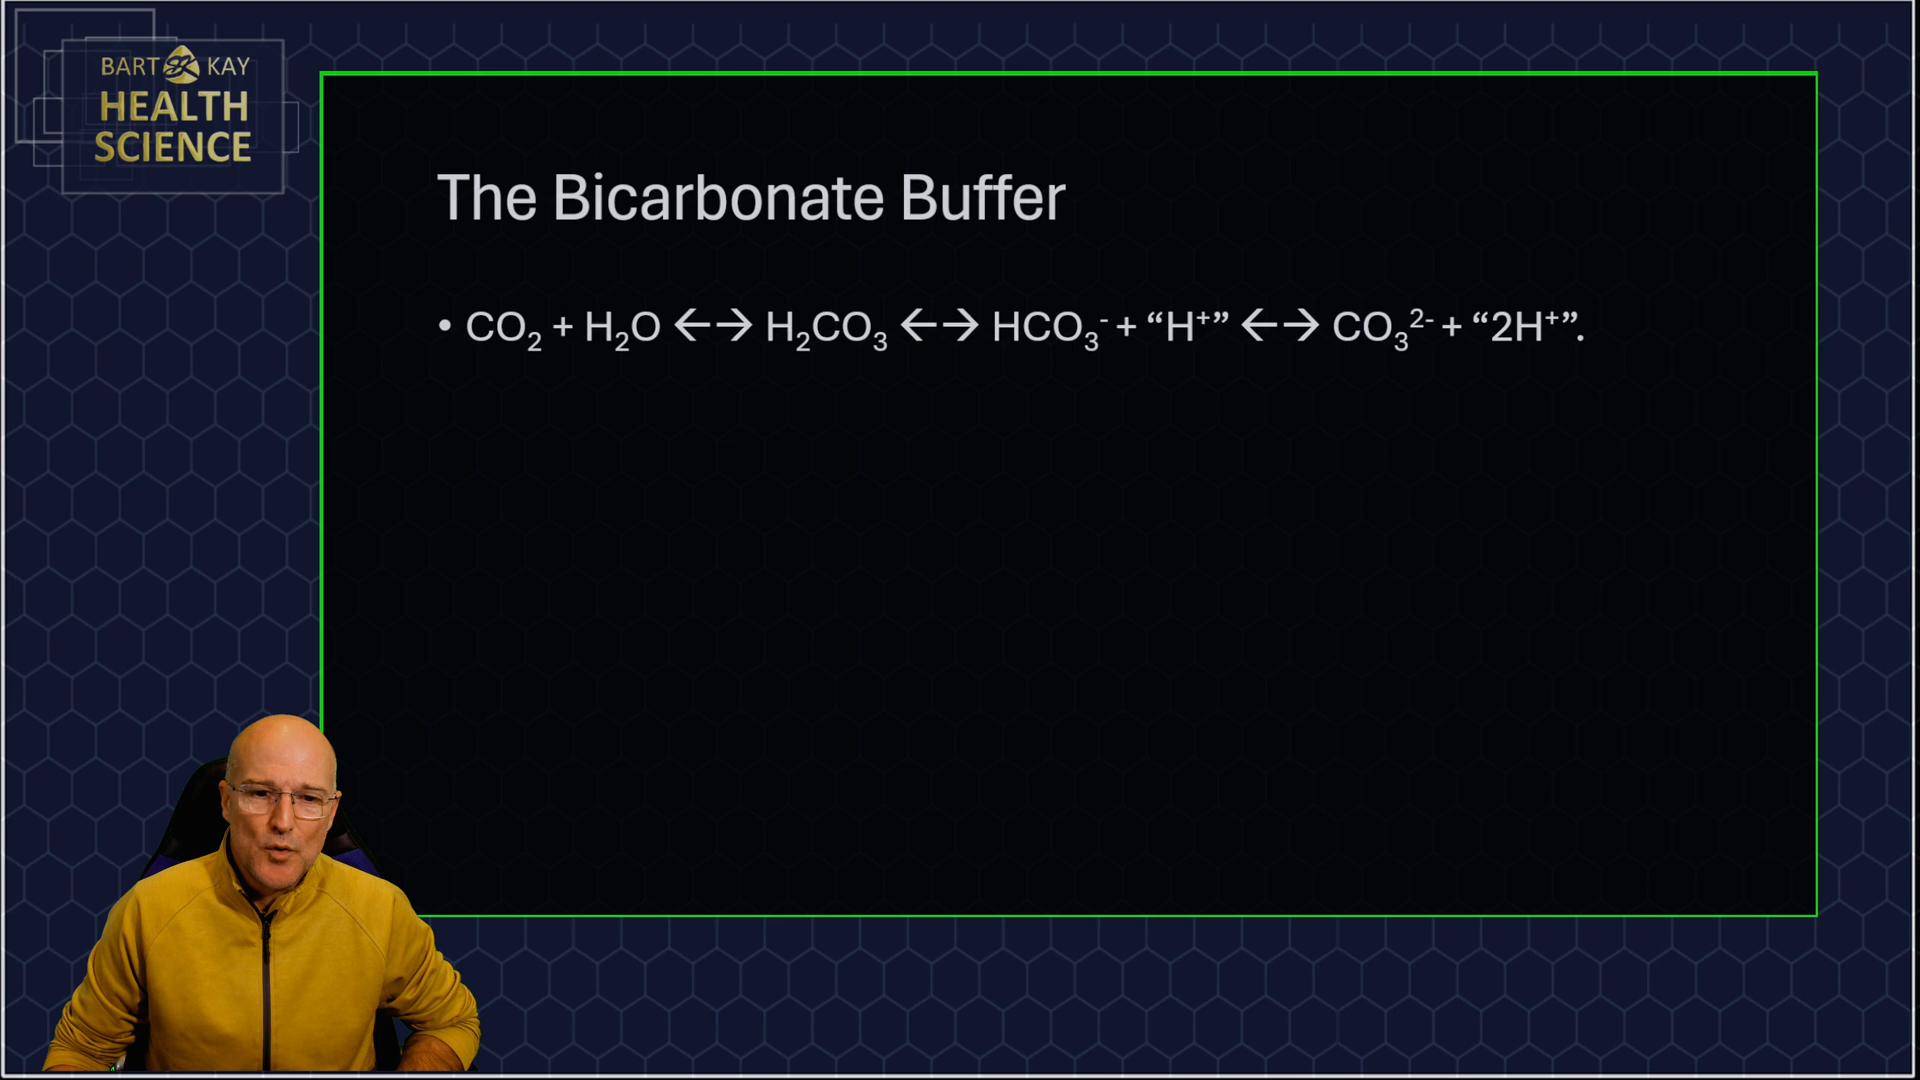 BART KAY
HEALTH
SCIENCE
The Bicarbonate Buffer
• CO₂ + H₂O ←→ H₂CO₃ ←→ HCO₃⁻ + “H⁺” ←→ CO₃²⁻ + “2H⁺”.